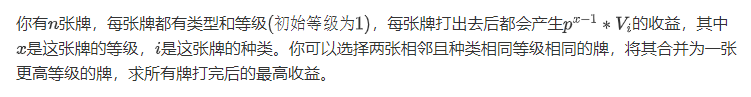 你有n张牌，每张牌都有类型和等级(初始等级为1)，每张牌打出去后都会产生p^{x-1} * V_i的收益，其中
x是这张牌的等级，i是这张牌的种类。你可以选择两张相邻且种类相同等级相同的牌，将其合并为一张
更高等级的牌，求所有牌打完后的最高收益。